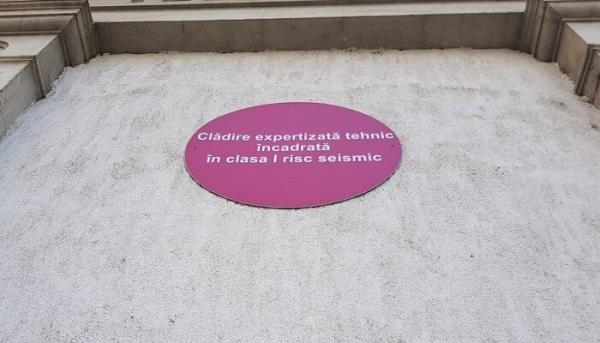 Clădire expertizată tehnic
încadrată
în clasa I risc seismic